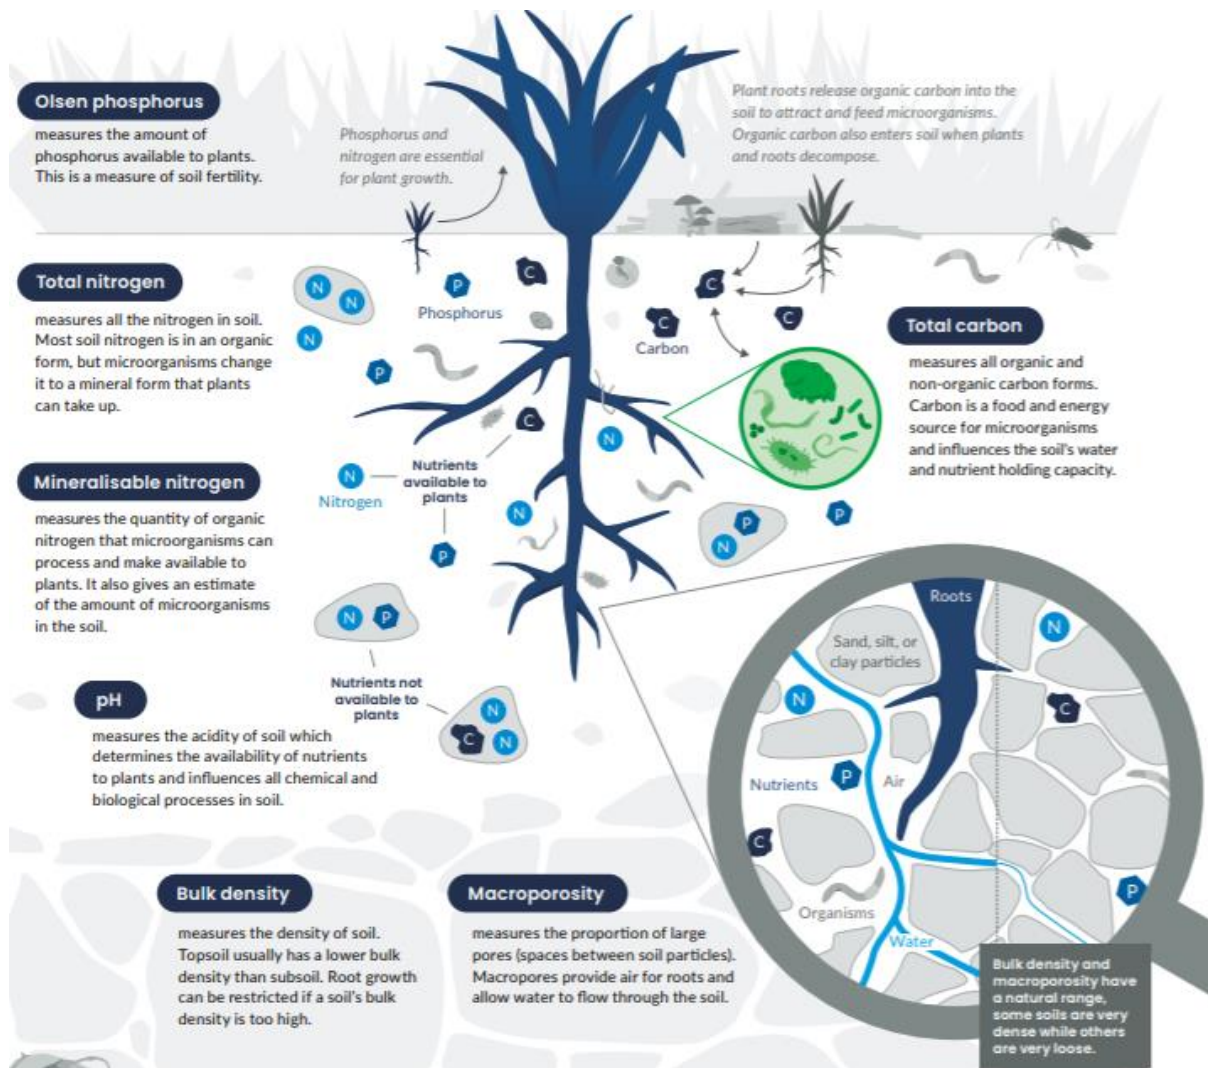 Olsen phosphorus
measures the amount of
phosphorus available to plants.
This is a measure of soil fertility.
Phosphorus and
nitrogen are essential
for plant growth.
Plant roots release organic carbon into the
soil to attract and feed microorganisms.
Organic carbon also enters soil when plants
and roots decompose.
Total nitrogen
measures all the nitrogen in soil.
Most soil nitrogen is in an organic
form, but microorganisms change
it to a mineral form that plants
can take up.
N
N
N
P
Phosphorus
P
C
C
C
Carbon
C
Total carbon
measures all organic and
non-organic carbon forms.
Carbon is a food and energy
source for microorganisms
and influences the soil's water
and nutrient holding capacity.
Mineralisable nitrogen
measures the quantity of organic
nitrogen that microorganisms can
process and make available to
plants. It also gives an estimate
of the amount of microorganisms
in the soil.
C
N
N
Nitrogen
Nutrients
available to
plants
P
N
P
N
P
N
P
Nutrients not
available to
plants
N
C
N
pH
measures the acidity of soil which
determines the availability of nutrients
to plants and influences all chemical and
biological processes in soil.
Roots
Sand, silt, or
clay particles
N
N
C
Nutrients
P
Air
C
Organisms
Water
P
Bulk density and
macroporosity have
a natural range,
some soils are very
dense while others
are very loose.
Bulk density
measures the density of soil.
Topsoil usually has a lower bulk
density than subsoil. Root growth
can be restricted if a soil's bulk
density is too high.
Macroporosity
measures the proportion of large
pores (spaces between soil particles).
Macropores provide air for roots and
allow water to flow through the soil.